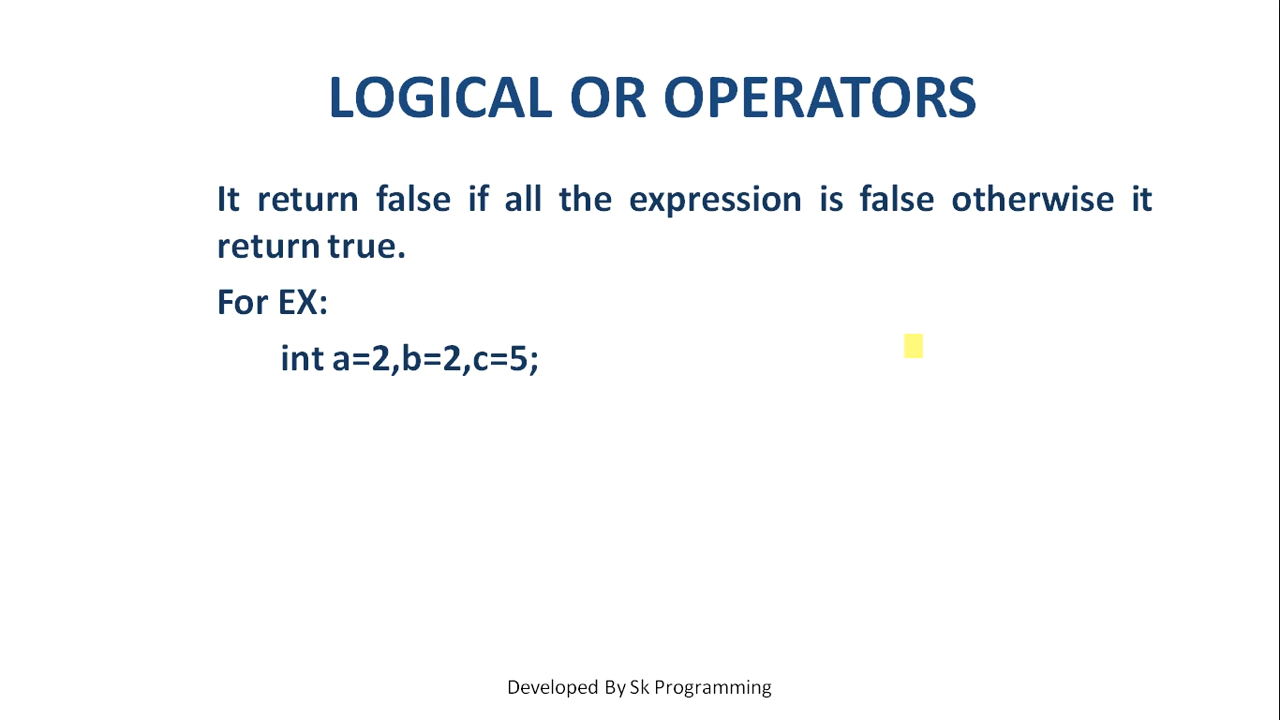 LOGICAL OR OPERATORS
It return false if all the expression is false otherwise it
return true.
For EX:
int a=2,b=2,c=5;
Developed By Sk Programming